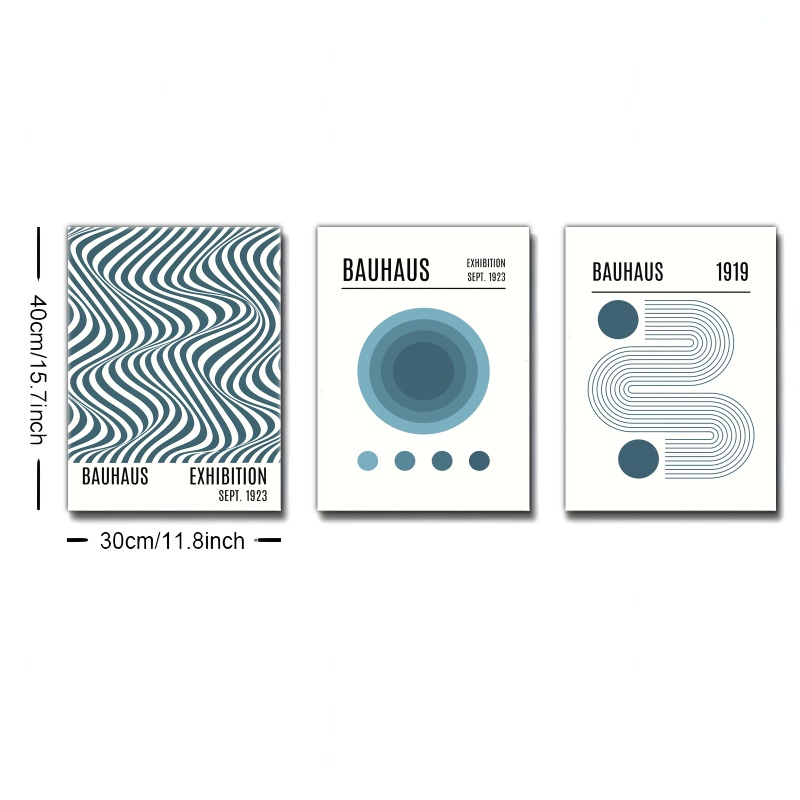 40cm/15.7inch
BAUHAUS EXHIBITION
SEPT. 1923
30cm/11.8inch
BAUHAUS
EXHIBITION
SEPT. 1923
BAUHAUS 1919